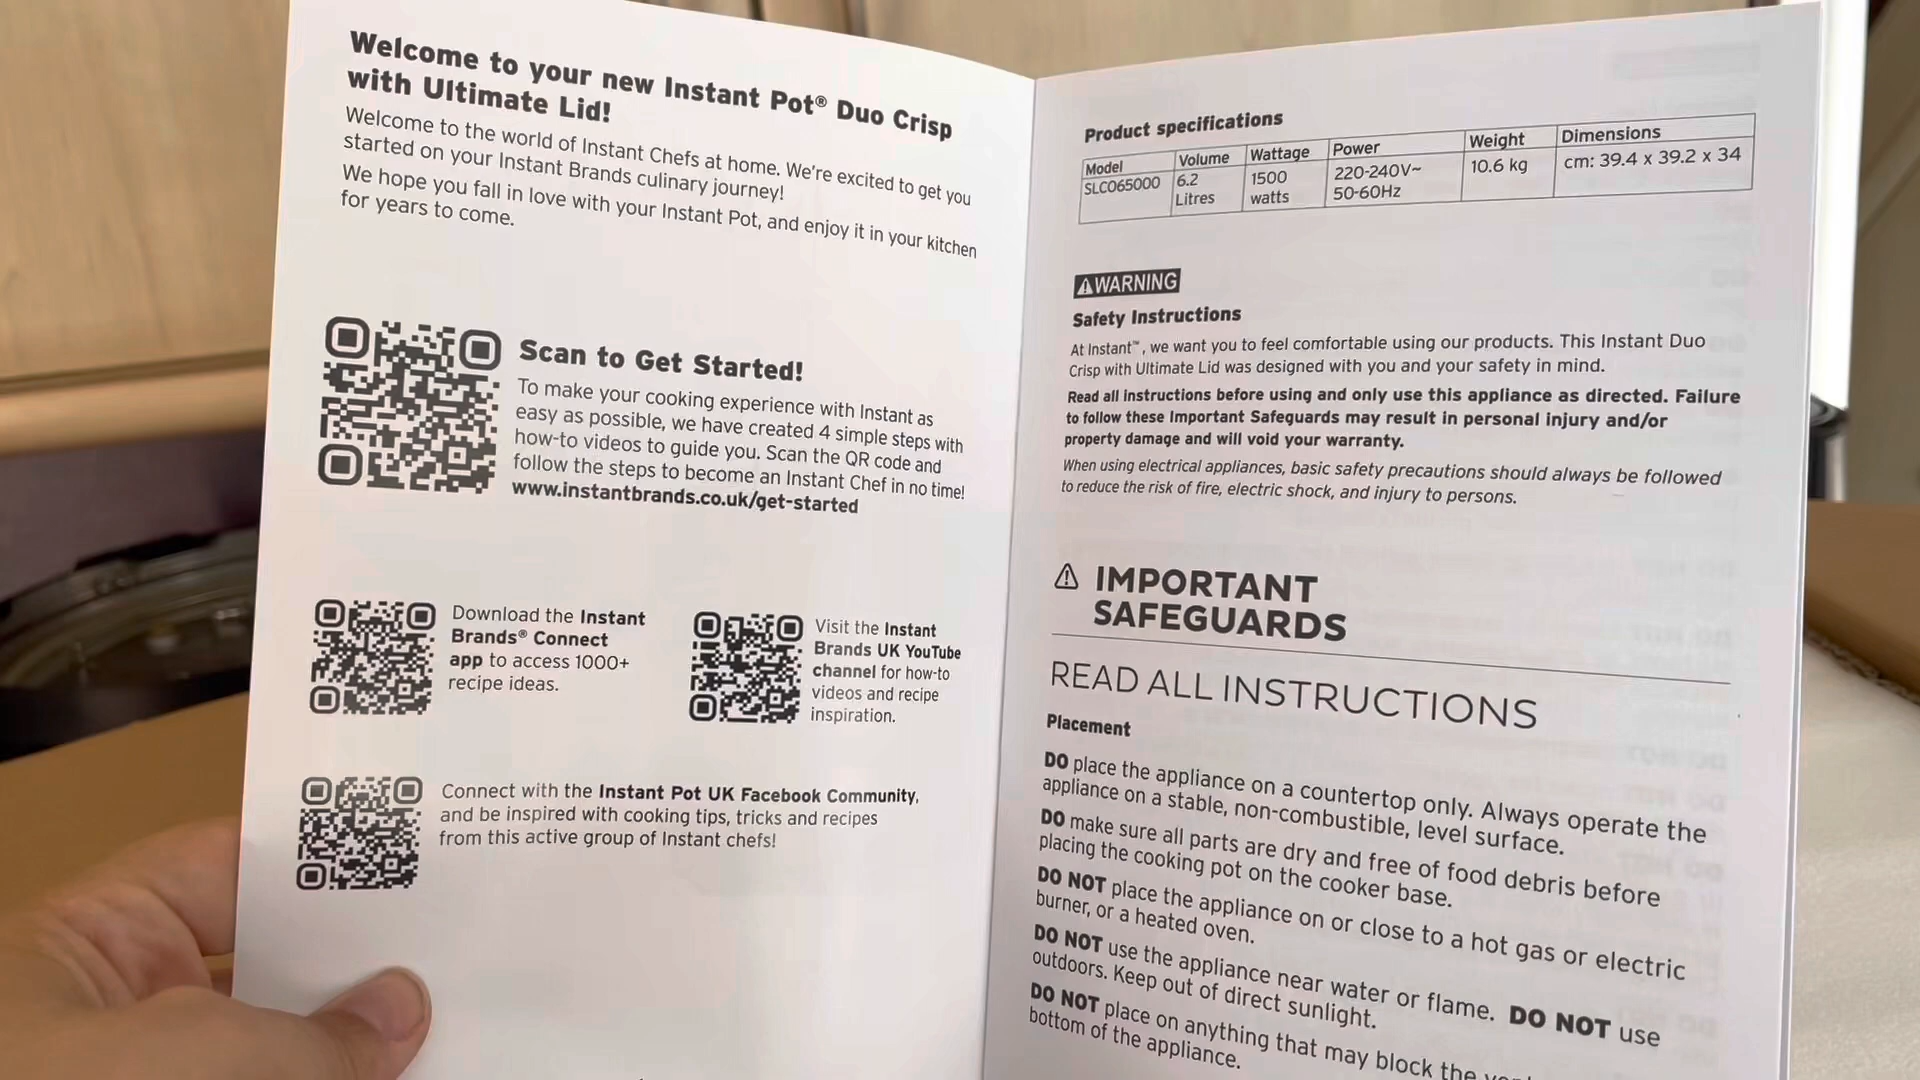 Welcome to your new Instant Pot® Duo Crisp
with Ultimate Lid!
Welcome to the world of Instant Chefs at home. We're excited to get you
started on your Instant Brands culinary journey!
We hope you fall in love with your Instant Pot, and enjoy it in your kitchen
for years to come.
Scan to Get Started!
To make your cooking experience with Instant as
easy as possible, we have created 4 simple steps with
how-to videos to guide you. Scan the QR code and
follow the steps to become an Instant Chef in no time!
www.instantbrands.co.uk/get-started
Download the Instant
Brands® Connect
app to access 1000+
recipe ideas.
Visit the Instant
Brands UK YouTube
channel for how-to
videos and recipe
inspiration.
Connect with the Instant Pot UK Facebook Community,
and be inspired with cooking tips, tricks and recipes
from this active group of Instant chefs!
Product specifications
Model Volume Wattage Power Weight Dimensions
SLCO65000 6.2 1500 220-240V~ 10.6 kg cm: 39.4 x 39.2 x 34
Litres watts 50-60Hz
⚠WARNING
Safety Instructions
At Instant™, we want you to feel comfortable using our products. This Instant Duo
Crisp with Ultimate Lid was designed with you and your safety in mind.
Read all instructions before using and only use this appliance as directed. Failure
to follow these Important Safeguards may result in personal injury and/or
property damage and will void your warranty.
When using electrical appliances, basic safety precautions should always be followed
to reduce the risk of fire, electric shock, and injury to persons.
⚠ IMPORTANT
SAFEGUARDS
READ ALL INSTRUCTIONS
Placement
DO place the appliance on a countertop only. Always operate the
appliance on a stable, non-combustible, level surface.
DO make sure all parts are dry and free of food debris before
placing the cooking pot on the cooker base.
DO NOT place the appliance on or close to a hot gas or electric
burner, or a heated oven.
DO NOT use the appliance near water or flame. DO NOT use
outdoors. Keep out of direct sunlight.
DO NOT place on anything that may block the
bottom of the appliance.